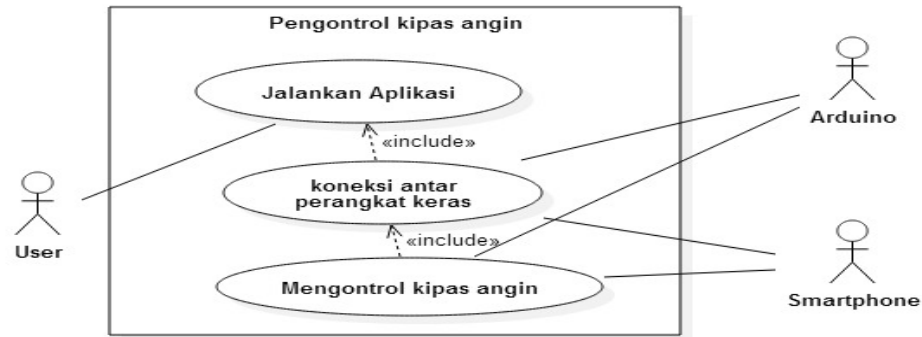 Pengontrol kipas angin
Jalankan Aplikasi
Arduino
«include»
koneksi antar
perangkat keras
User
«include»
Mengontrol kipas angin
Smartphone